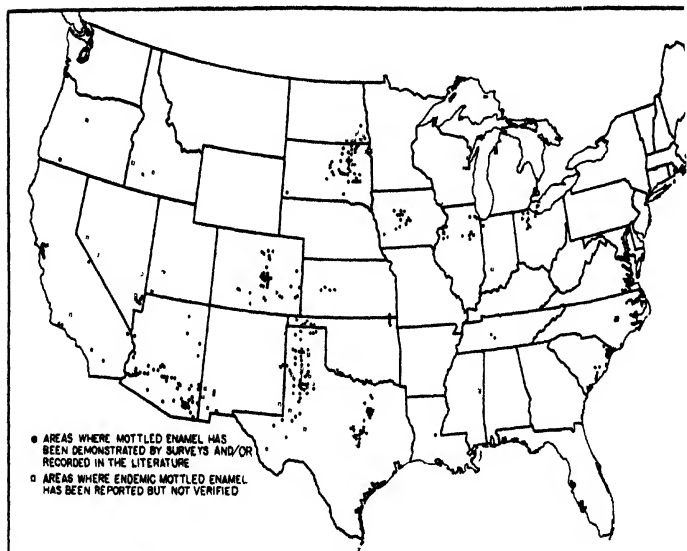 ● AREAS WHERE MOTTLED ENAMEL HAS
BEEN DEMONSTRATED BY SURVEYS AND/OR
RECORDED IN THE LITERATURE
□ AREAS WHERE ENDEMIC MOTTLED ENAMEL
HAS BEEN REPORTED BUT NOT VERIFIED